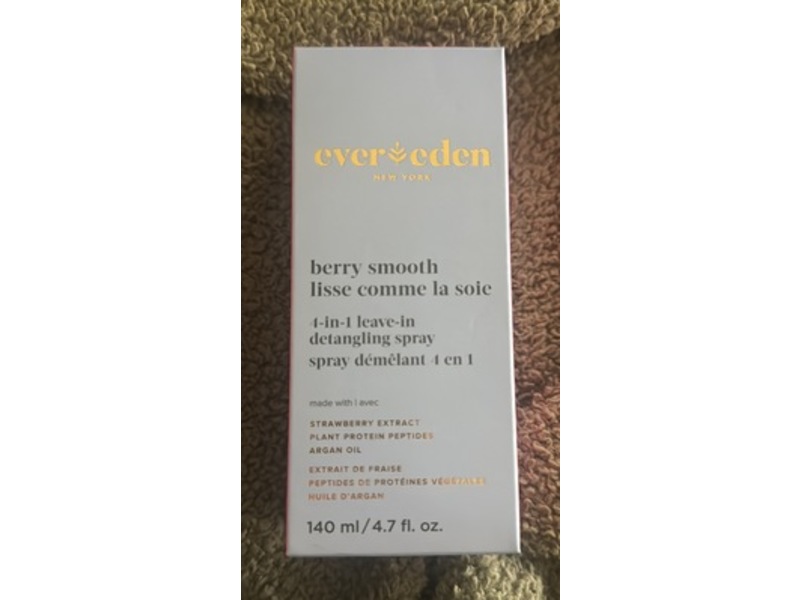 ever eden
NEW YORK
berry smooth
lisse comme la soie
4-in-1 leave-in
detangling spray
spray démêlant 4 en 1
made with | avec
STRAWBERRY EXTRACT
PLANT PROTEIN PEPTIDES
ARGAN OIL
EXTRAIT DE FRAISE
PEPTIDES DE PROTÉINES VÉGÉTALES
HUILE D'ARGAN
140 ml/4.7 fl. oz.